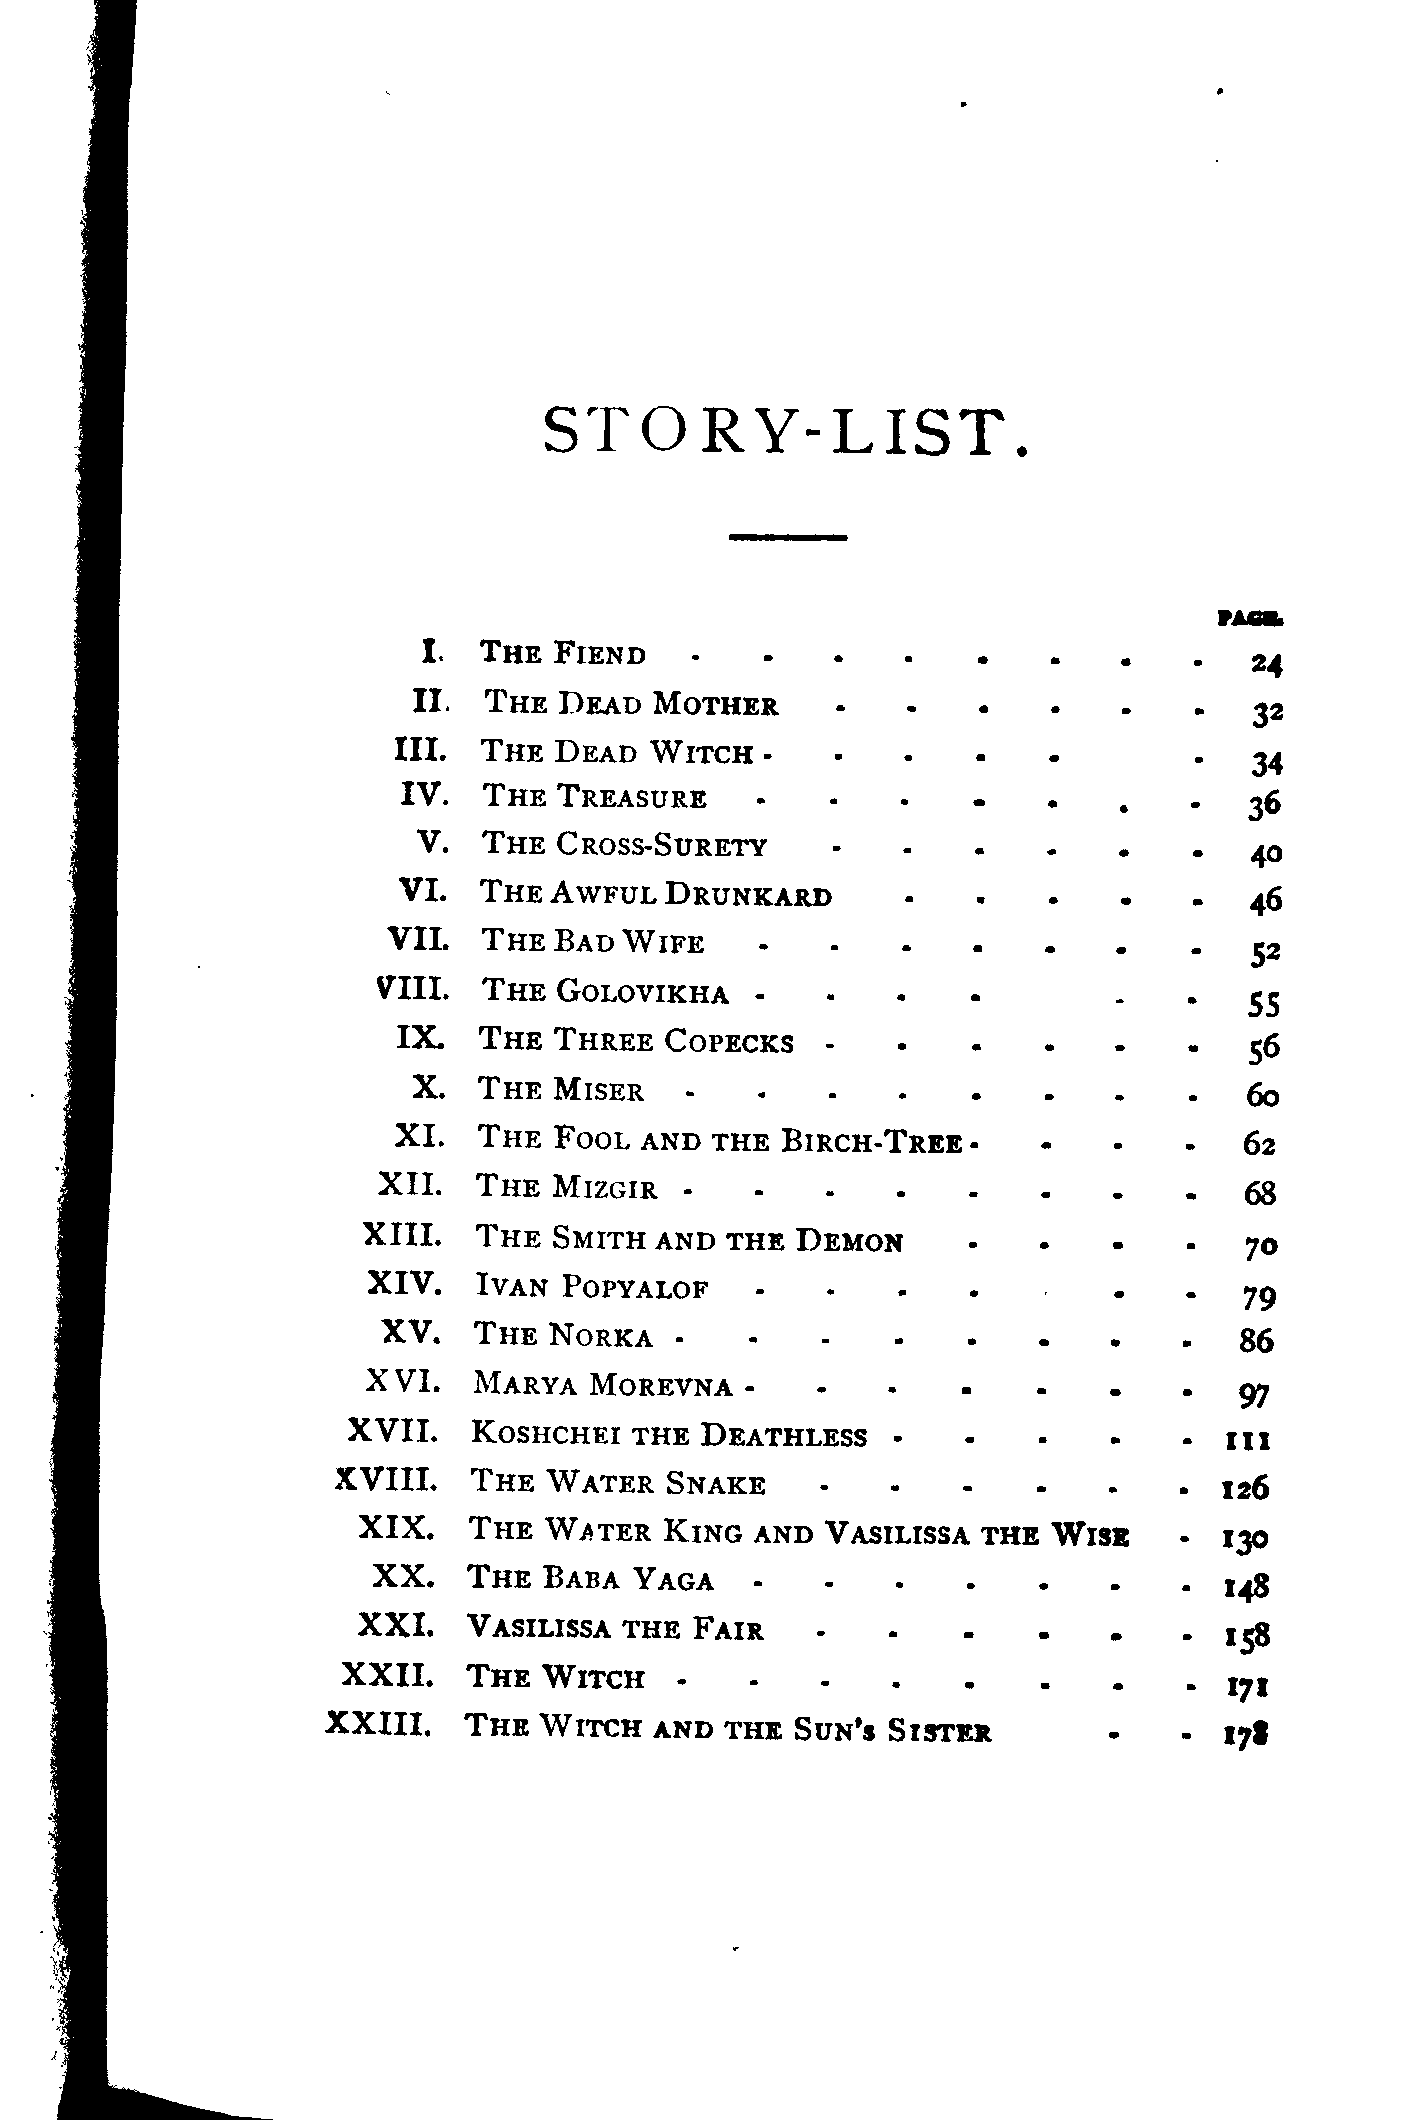 STORY-LIST.
PAGE.
I. THE FIEND - - - - - - - - 24
II. THE DEAD MOTHER - - - - - - 32
III. THE DEAD WITCH - - - - - - 34
IV. THE TREASURE - - - - - . - 36
V. THE CROSS-SURETY - - - - - - 40
VI. THE AWFUL DRUNKARD - - - - - 46
VII. THE BAD WIFE - - - - - - - 52
VIII. THE GOLOVIKHA - - - - - - 55
IX. THE THREE COPECKS - - - - - - 56
X. THE MISER - - - - - - - - 60
XI. THE FOOL AND THE BIRCH-TREE - - - - 62
XII. THE MIZGIR - - - - - - - - 68
XIII. THE SMITH AND THE DEMON - - - - 70
XIV. IVAN POPYALOF - - - - - - 79
XV. THE NORKA - - - - - - - - 86
XVI. MARYA MOREVNA - - - - - - - 97
XVII. KOSHCHEI THE DEATHLESS - - - - - 111
XVIII. THE WATER SNAKE - - - - - - 126
XIX. THE WATER KING AND VASILISSA THE WISE - 130
XX. THE BABA YAGA - - - - - - - 148
XXI. VASILISSA THE FAIR - - - - - - 158
XXII. THE WITCH - - - - - - - - 171
XXIII. THE WITCH AND THE SUN'S SISTER - - 178